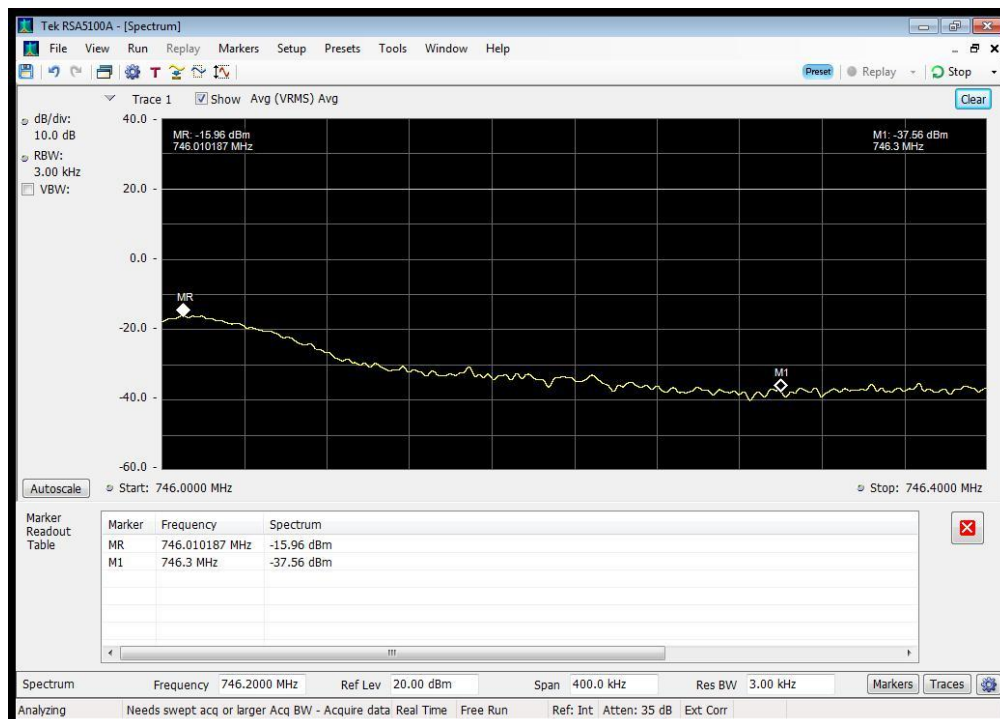 Tek RSA5100A - [Spectrum]
File View Run Replay Markers Setup Presets Tools Window Help
T Preset Replay Stop
Trace 1 Show Avg (VRMS) Avg Clear
dB/div:
10.0 dB
RBW:
3.00 kHz
VBW:
40.0
20.0
0.0
-20.0
-40.0
-60.0
MR: -15.96 dBm
746.010187 MHz
M1: -37.56 dBm
746.3 MHz
MR
M1
Autoscale Start: 746.0000 MHz Stop: 746.4000 MHz
Marker
Readout
Table
Marker Frequency Spectrum
MR 746.010187 MHz -15.96 dBm
M1 746.3 MHz -37.56 dBm
Spectrum Frequency 746.2000 MHz Ref Lev 20.00 dBm Span 400.0 kHz Res BW 3.00 kHz Markers Traces
Analyzing Needs swept acq or larger Acq BW - Acquire data Real Time Free Run Ref: Int Atten: 35 dB Ext Corr